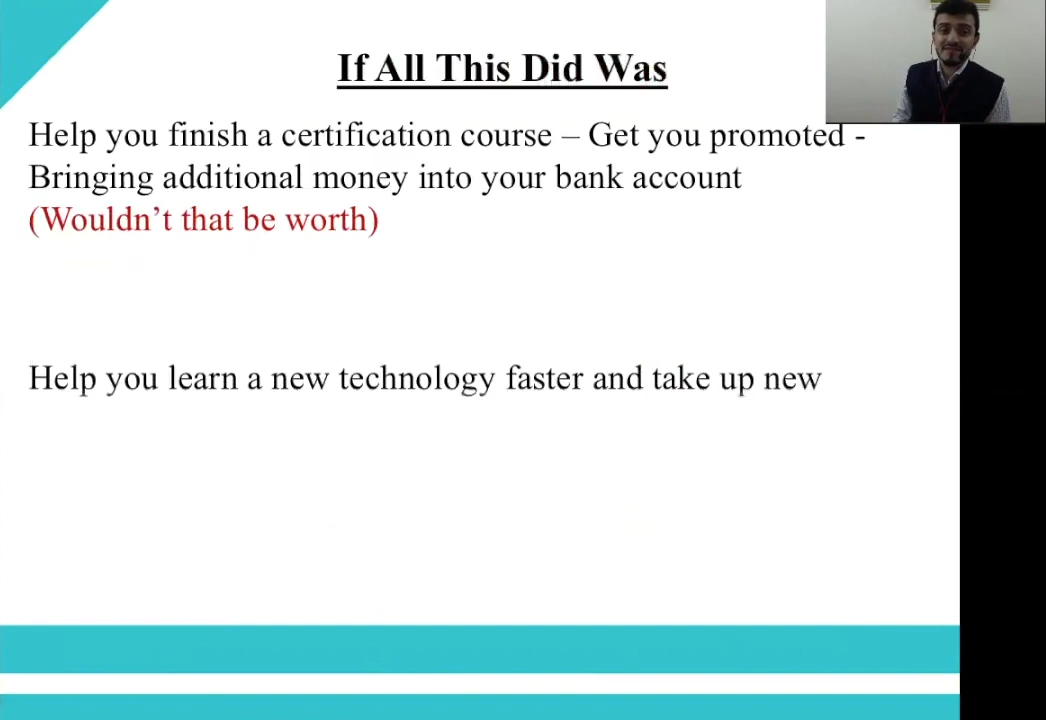 If All This Did Was
Help you finish a certification course – Get you promoted -
Bringing additional money into your bank account
(Wouldn’t that be worth)
Help you learn a new technology faster and take up new